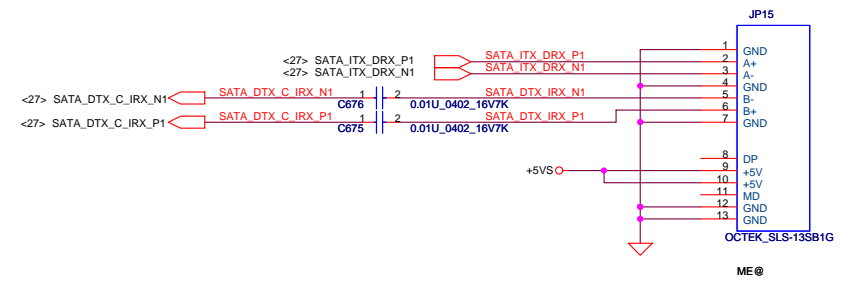 JP15
1 GND
<27> SATA_ITX_DRX_P1 SATA_ITX_DRX_P1 2 A+
<27> SATA_ITX_DRX_N1 SATA_ITX_DRX_N1 3 A-
4 GND
<27> SATA_DTX_C_IRX_N1 SATA_DTX_C_IRX_N1 1 2 SATA_DTX_IRX_N1 5 B-
C676 0.01U_0402_16V7K
6 B+
<27> SATA_DTX_C_IRX_P1 SATA_DTX_C_IRX_P1 1 2 SATA_DTX_IRX_P1 7 GND
C675 0.01U_0402_16V7K
8 DP
+5VS 9 +5V
10 +5V
11 MD
12 GND
13 GND
OCTEK_SLS-13SB1G
ME@